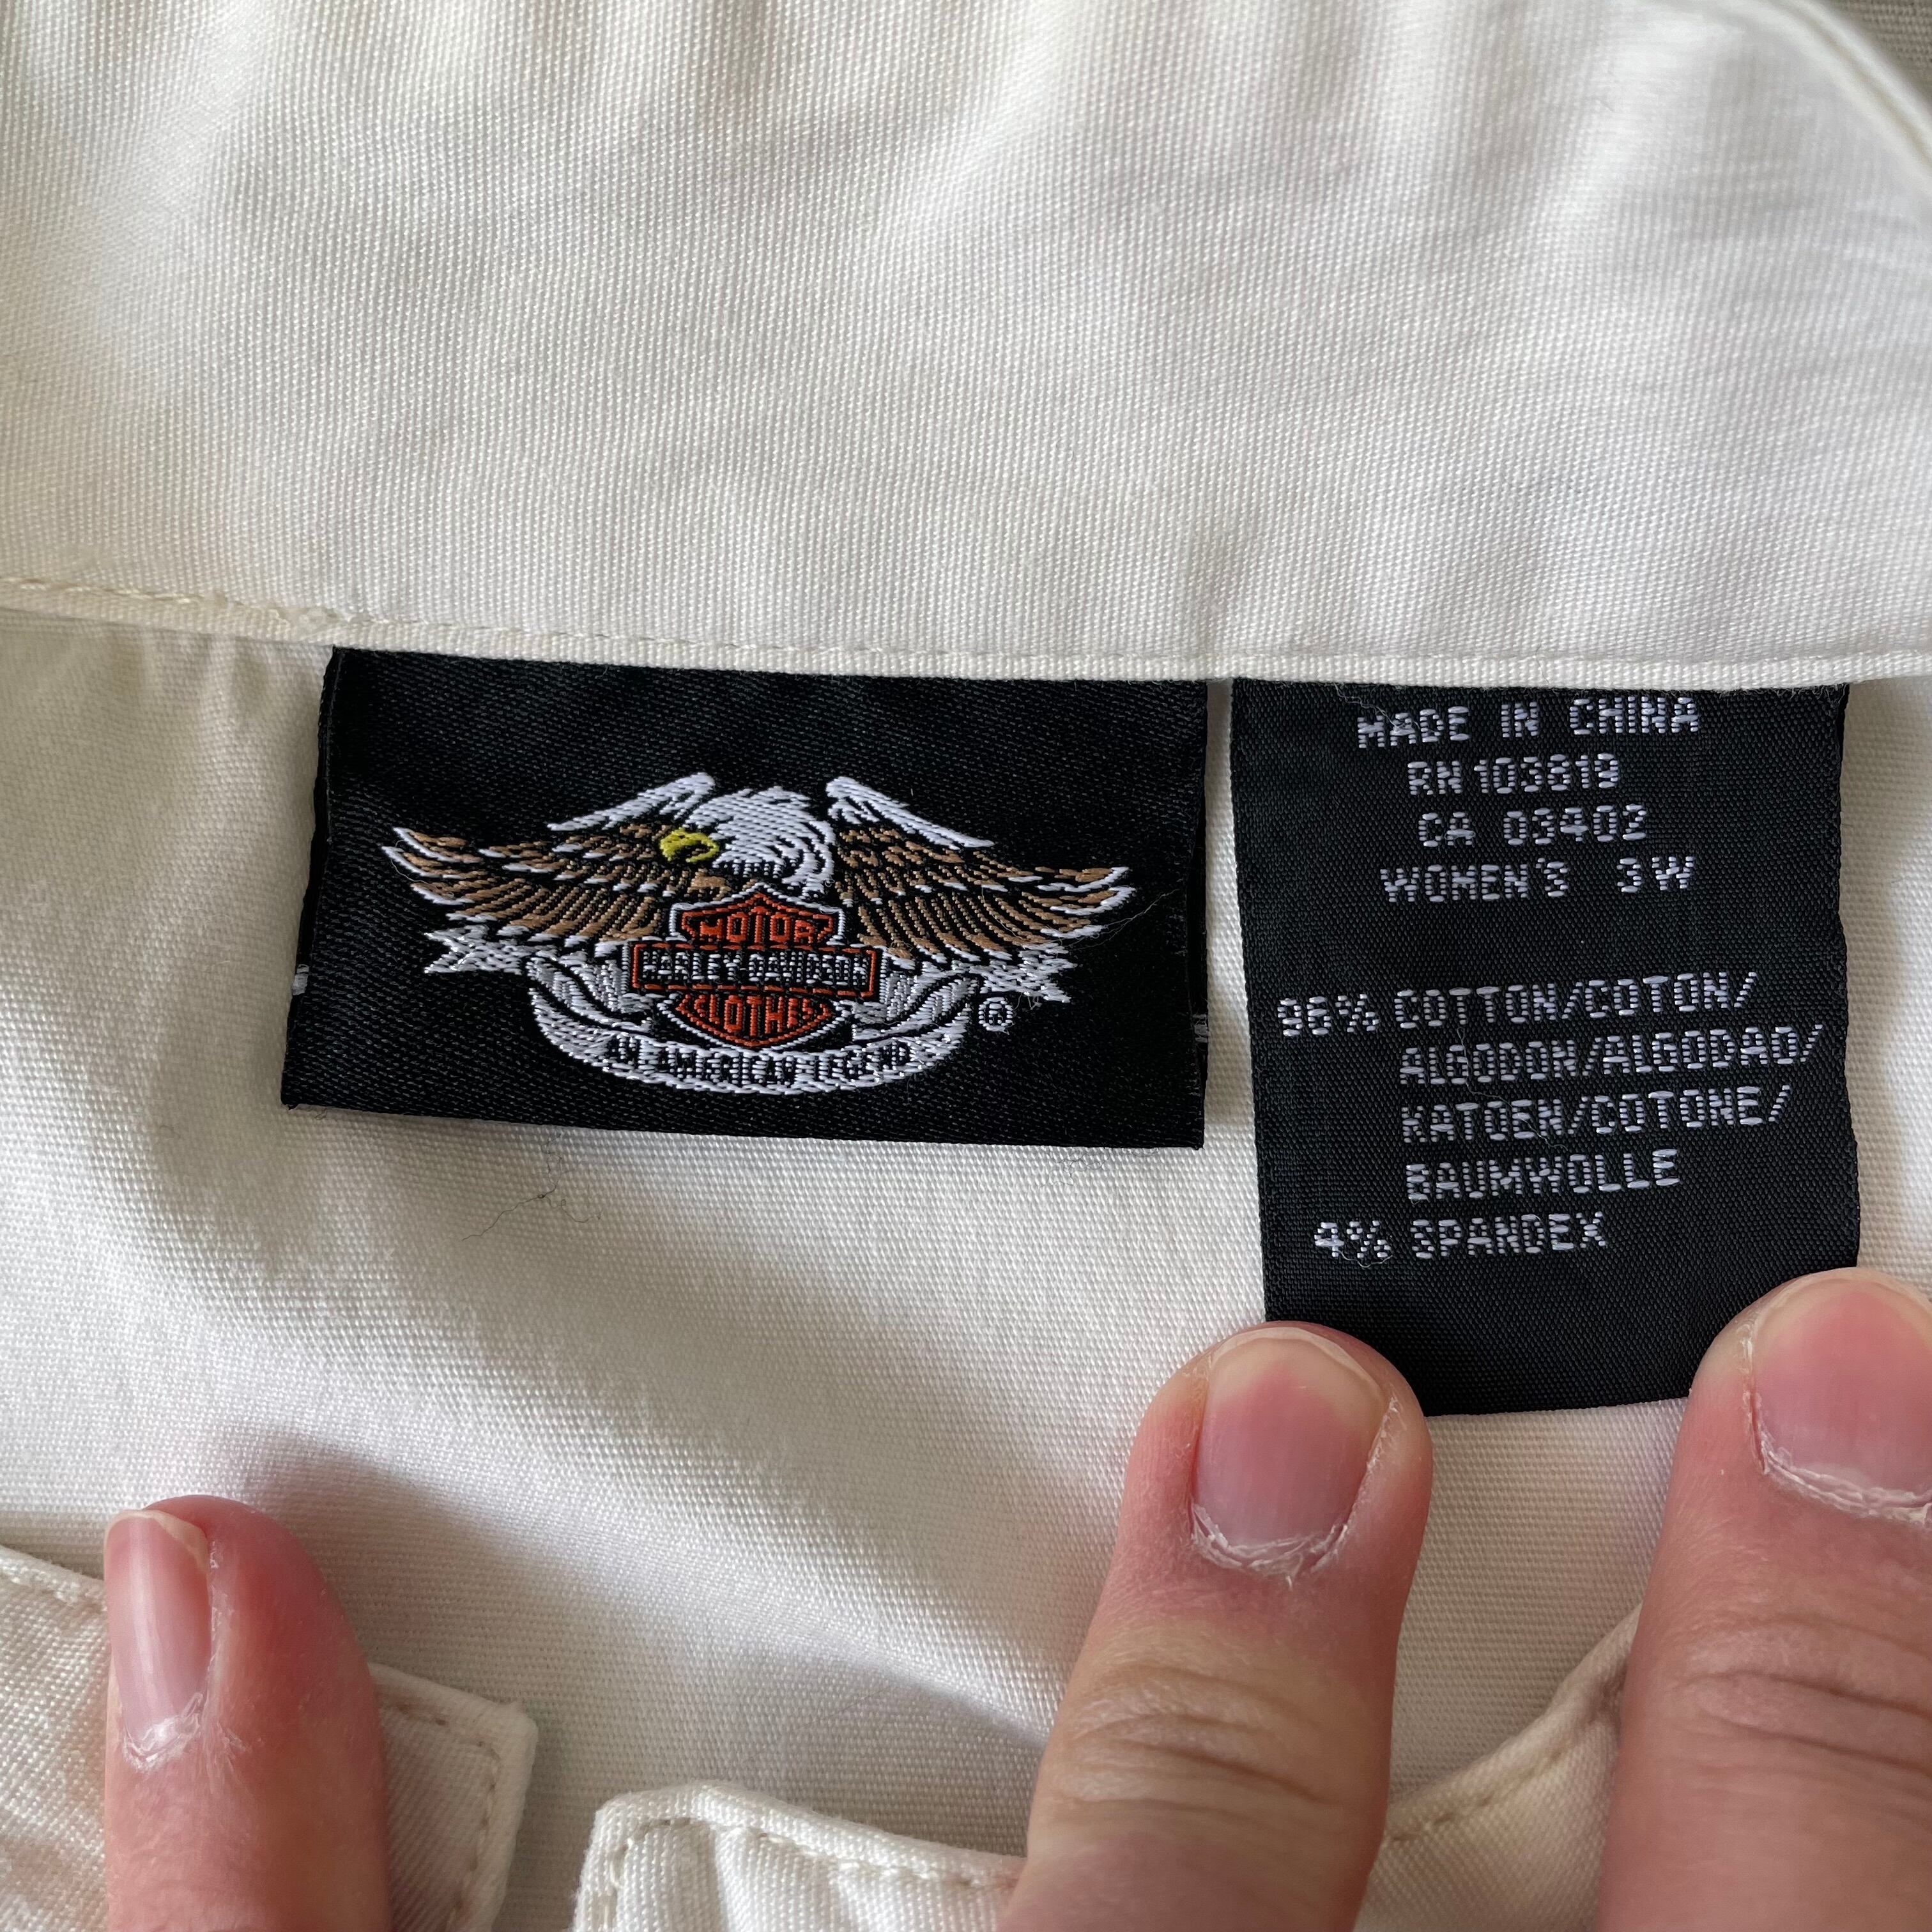 MOTOR
HARLEY-DAVIDSON
CLOTHES
AN AMERICAN LEGEND
®
MADE IN CHINA
RN 103819
CA 03402
WOMEN'S 3W
96% COTTON/COTON/
ALGODON/ALGODAO/
KATOEN/COTONE/
BAUMWOLLE
4% SPANDEX